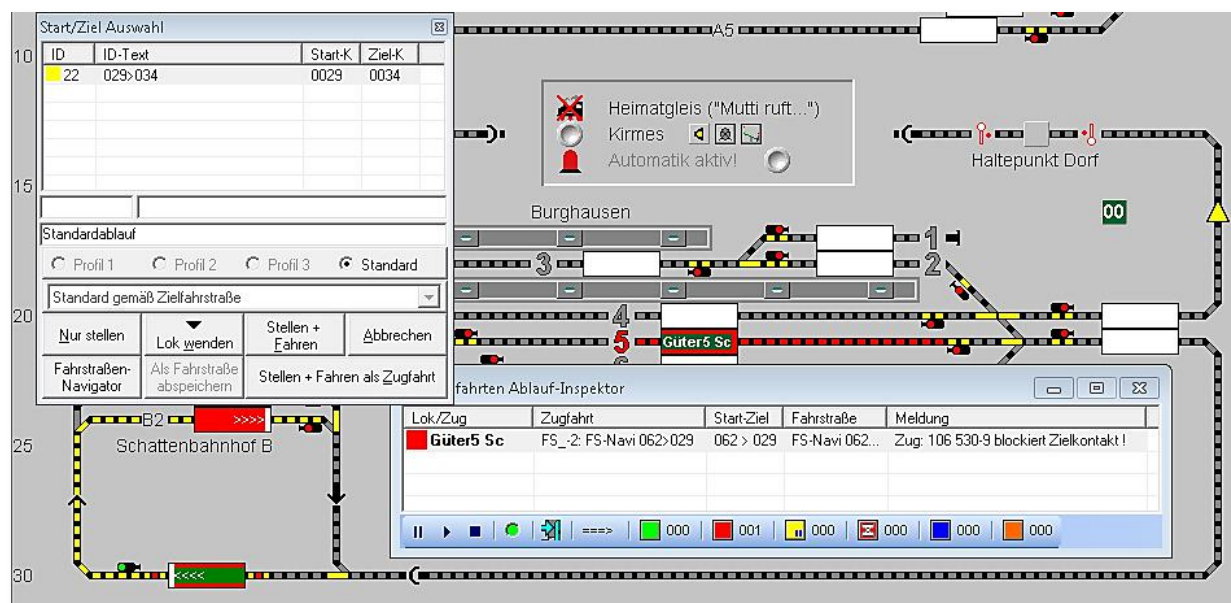 Start/Ziel Auswahl
ID ID-Text Start-K Ziel-K
22 029>034 0029 0034
Standardablauf
Profil 1 Profil 2 Profil 3 Standard
Standard gemäß Zielfahrstraße
Nur stellen Lok wenden Stellen + Fahren Abbrechen
Fahrstraßen-Navigator Als Fahrstraße abspeichern Stellen + Fahren als Zugfahrt
10
15
20
25
30
A5
Heimatgleis ("Mutti ruft...")
Kirmes
Automatik aktiv!
Haltepunkt Dorf
00
Burghausen
1
3 2
4
5 Güter5 Sc
fahrten Ablauf-Inspektor
Lok/Zug Zugfahrt Start-Ziel Fahrstraße Meldung
Güter5 Sc FS_-2: FS-Navi 062>029 062 > 029 FS-Navi 062... Zug: 106 530-9 blockiert Zielkontakt !
===> 000 001 000 000 000 000
B2 >>>>
Schattenbahnhof B
<<<<